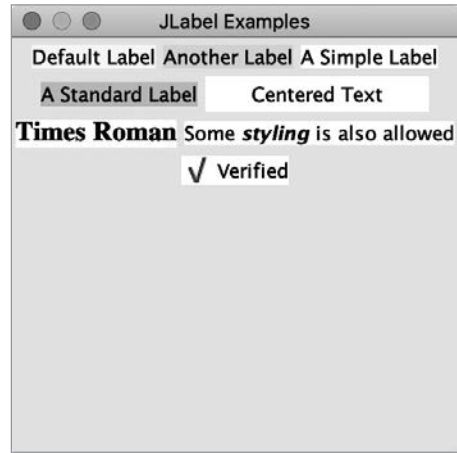 JLabel Examples
Default Label Another Label A Simple Label
A Standard Label Centered Text
Times Roman Some styling is also allowed
Verified